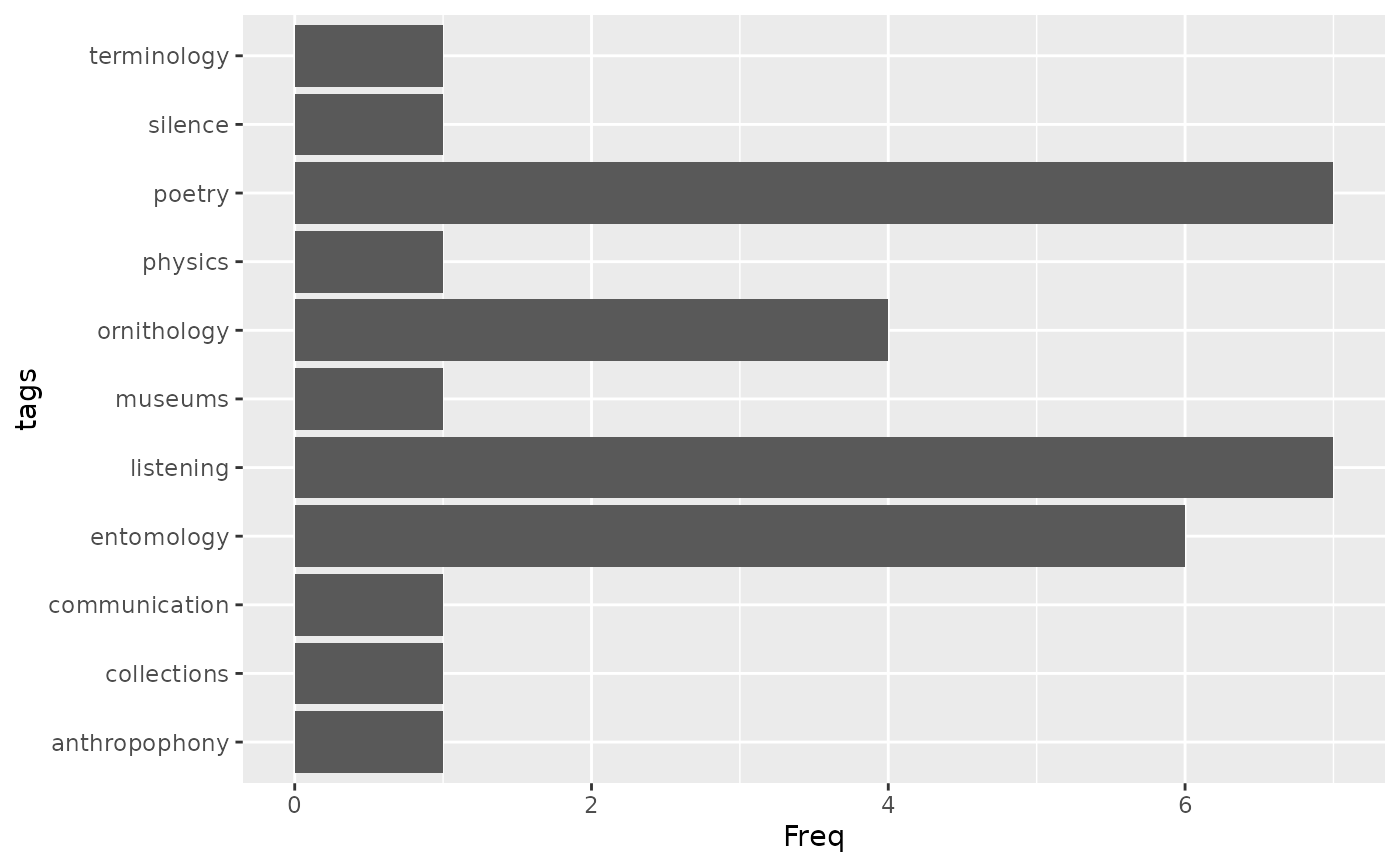 terminology
silence
poetry
physics
ornithology
museums
listening
entomology
communication
collections
anthropophony
tags
0 2 4 6
Freq